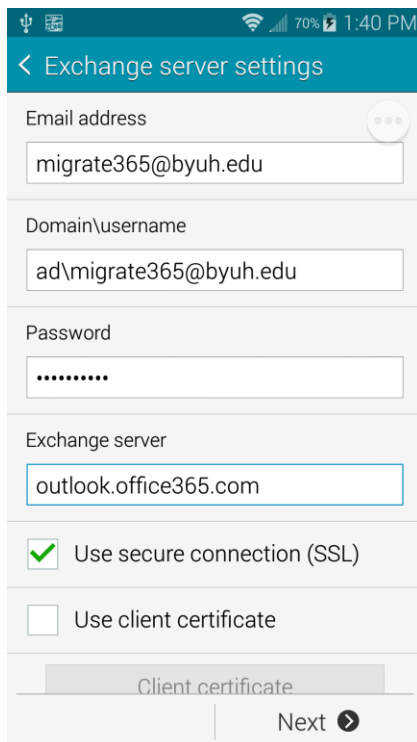 70% 1:40 PM
Exchange server settings
Email address
migrate365@byuh.edu
Domain\username
ad\migrate365@byuh.edu
Password
••••••••••
Exchange server
outlook.office365.com
Use secure connection (SSL)
Use client certificate
Client certificate
Next